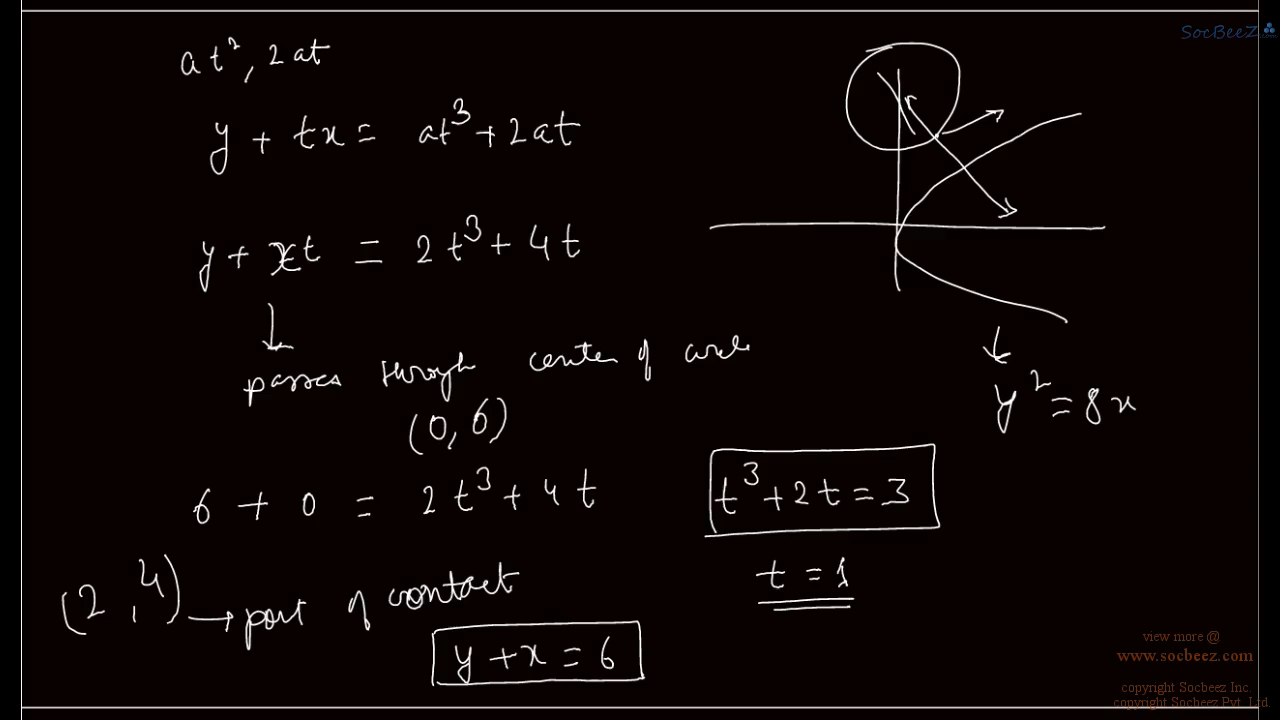 SocBeeZ
at², 2at
y + tx = at³ + 2at
y + xt = 2t³ + 4t
↓
passes through center of circle
(0, 6)
↓
y² = 8x
6 + 0 = 2t³ + 4t
t³ + 2t = 3
t = 1
(2, 4) → point of contact
y + x = 6
view more @
www.socbeez.com
copyright Socbeez Inc.
copyright Socbeez Pvt. Ltd.